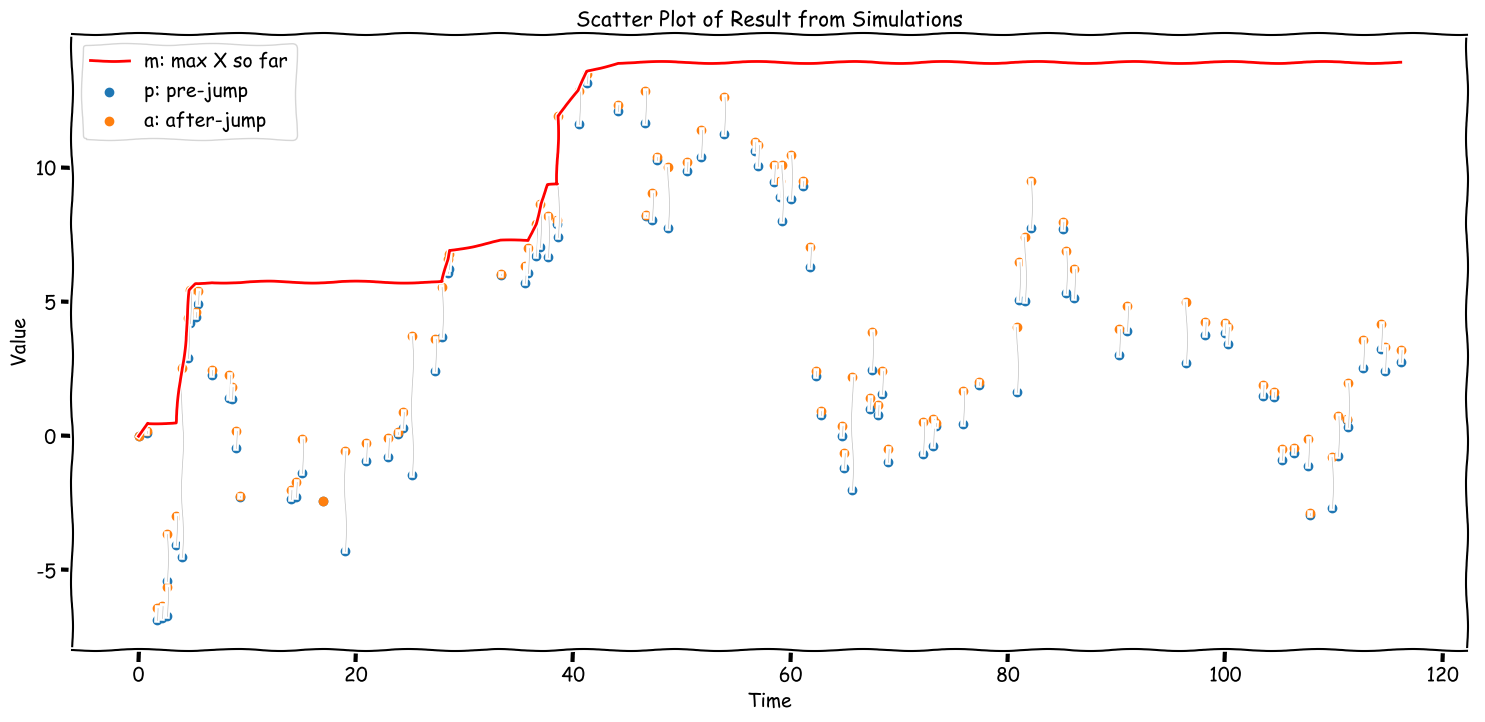 Scatter Plot of Result from Simulations
m: max X so far
p: pre-jump
a: after-jump
10
5
0
-5
Value
0 20 40 60 80 100 120
Time